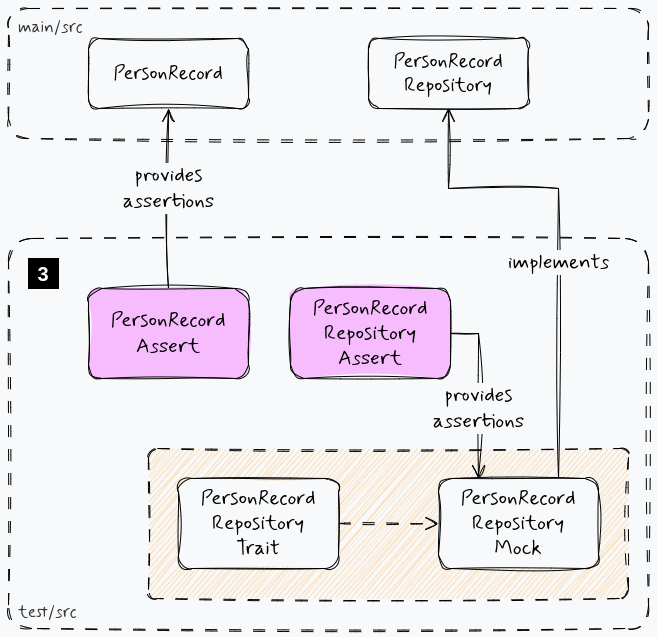 main/src
PersonRecord
PersonRecord
Repository
provides
assertions
implements
3
PersonRecord
Assert
PersonRecord
Repository
Assert
provides
assertions
PersonRecord
Repository
Trait
PersonRecord
Repository
Mock
test/src